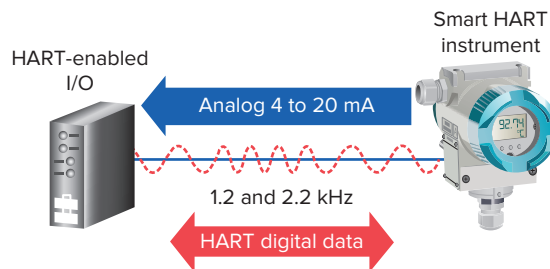 Smart HART
instrument
HART-enabled
I/O
Analog 4 to 20 mA
92.74
°C
1.2 and 2.2 kHz
HART digital data